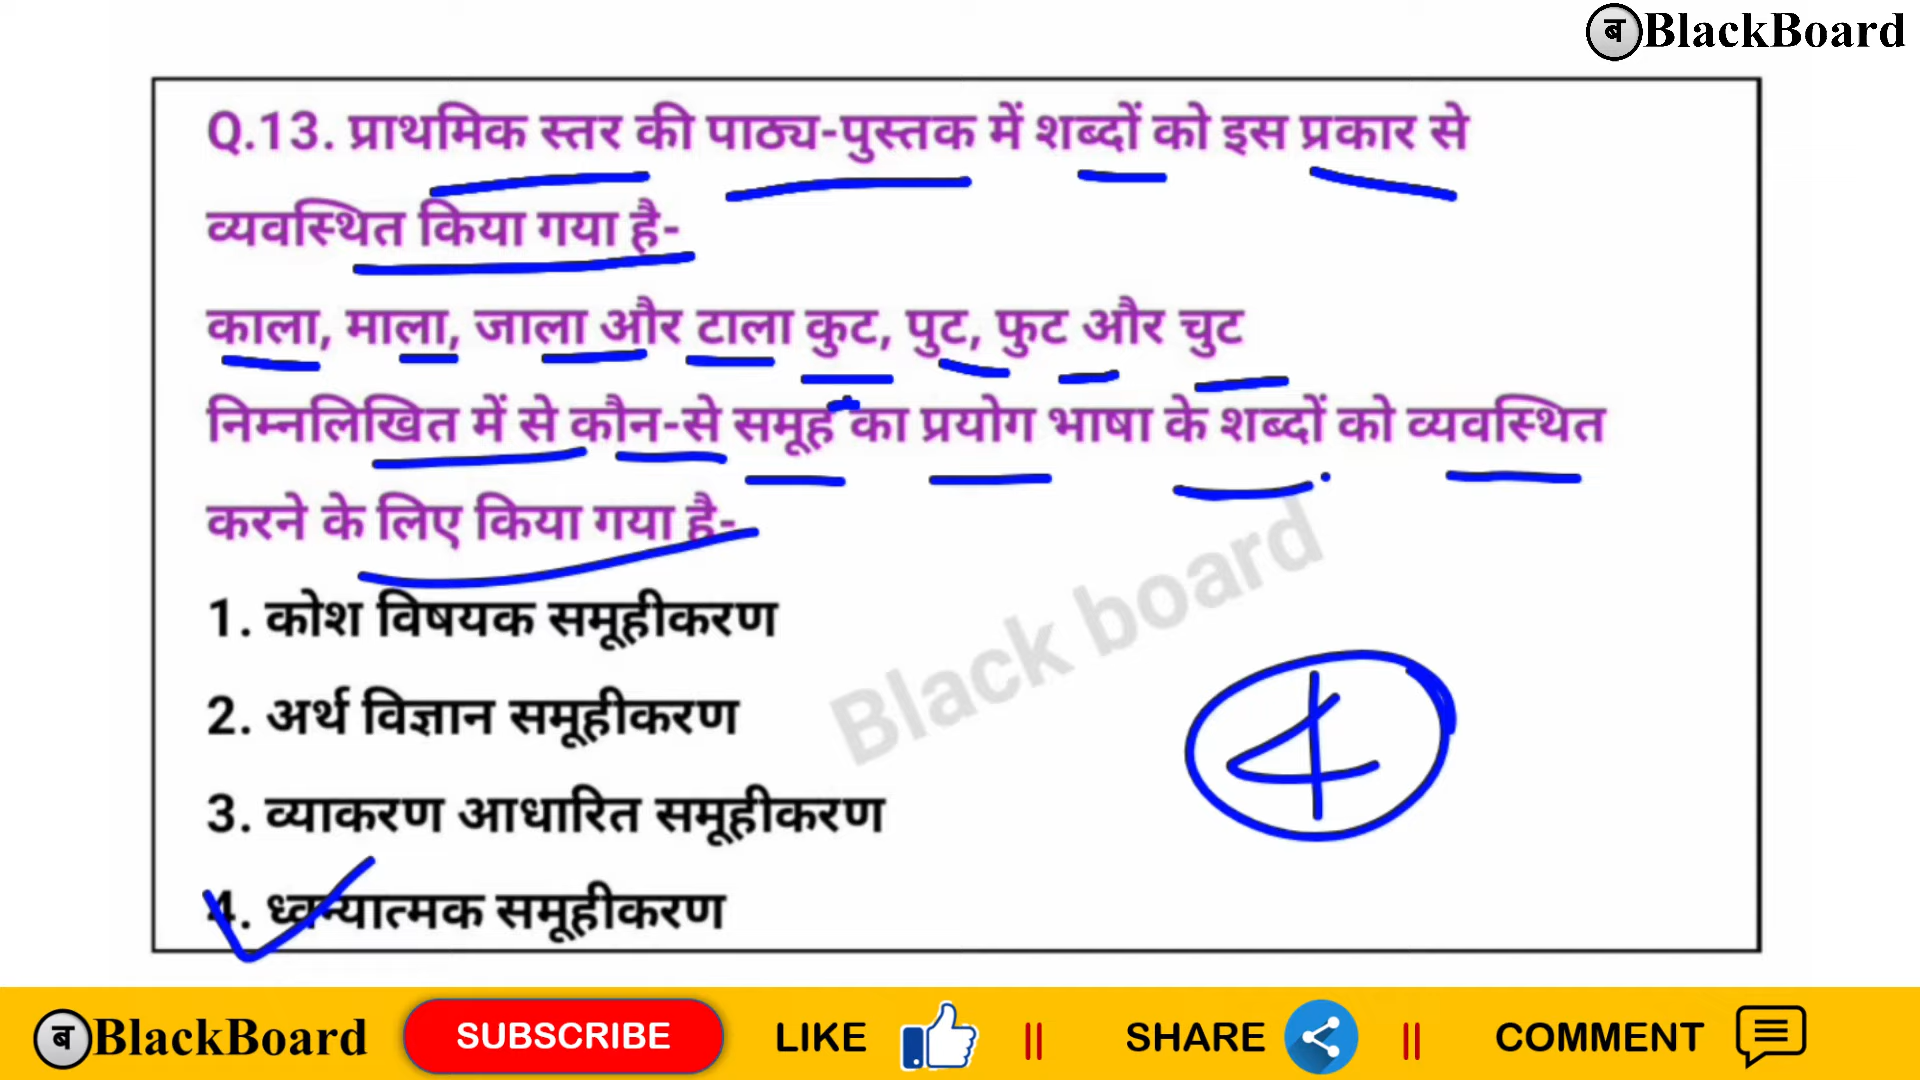 ब BlackBoard
Q.13. प्राथमिक स्तर की पाठ्य-पुस्तक में शब्दों को इस प्रकार से
व्यवस्थित किया गया है-
काला, माला, जाला और टाला कुट, पुट, फुट और चुट
निम्नलिखित में से कौन-से समूह का प्रयोग भाषा के शब्दों को व्यवस्थित
करने के लिए किया गया है-
1. कोश विषयक समूहीकरण
2. अर्थ विज्ञान समूहीकरण
3. व्याकरण आधारित समूहीकरण
4. ध्वन्यात्मक समूहीकरण
Black board
4
ब BlackBoard SUBSCRIBE LIKE || SHARE || COMMENT